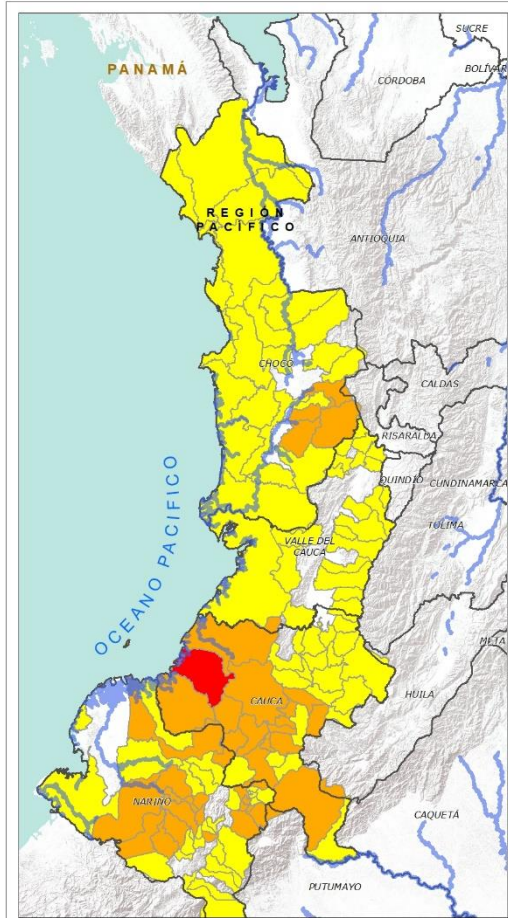 SUCRE
BOLÍVAR
PANAMÁ
CÓRDOBA
REGIÓN
PACÍFICO
ANTIOQUIA
CHOCÓ
CALDAS
RISARALDA
QUINDÍO
CUNDINAMARCA
TOLIMA
VALLE DEL
CAUCA
OCEANO PACIFICO
META
HUILA
CAUCA
NARIÑO
CAQUETÁ
PUTUMAYO